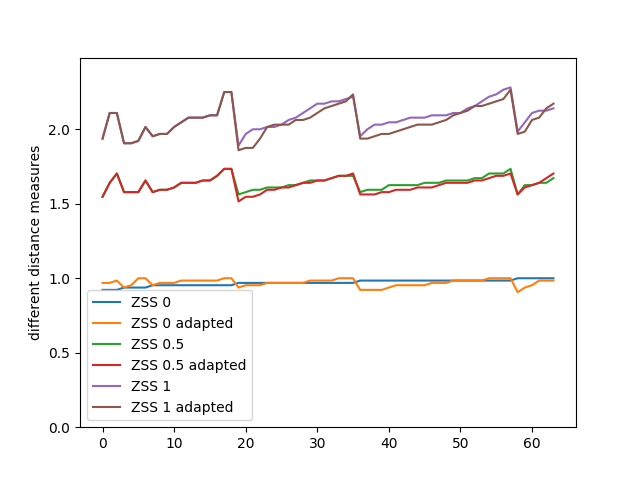 different distance measures
2.0
1.5
1.0
0.5
0.0
ZSS 0
ZSS 0 adapted
ZSS 0.5
ZSS 0.5 adapted
ZSS 1
ZSS 1 adapted
0 10 20 30 40 50 60